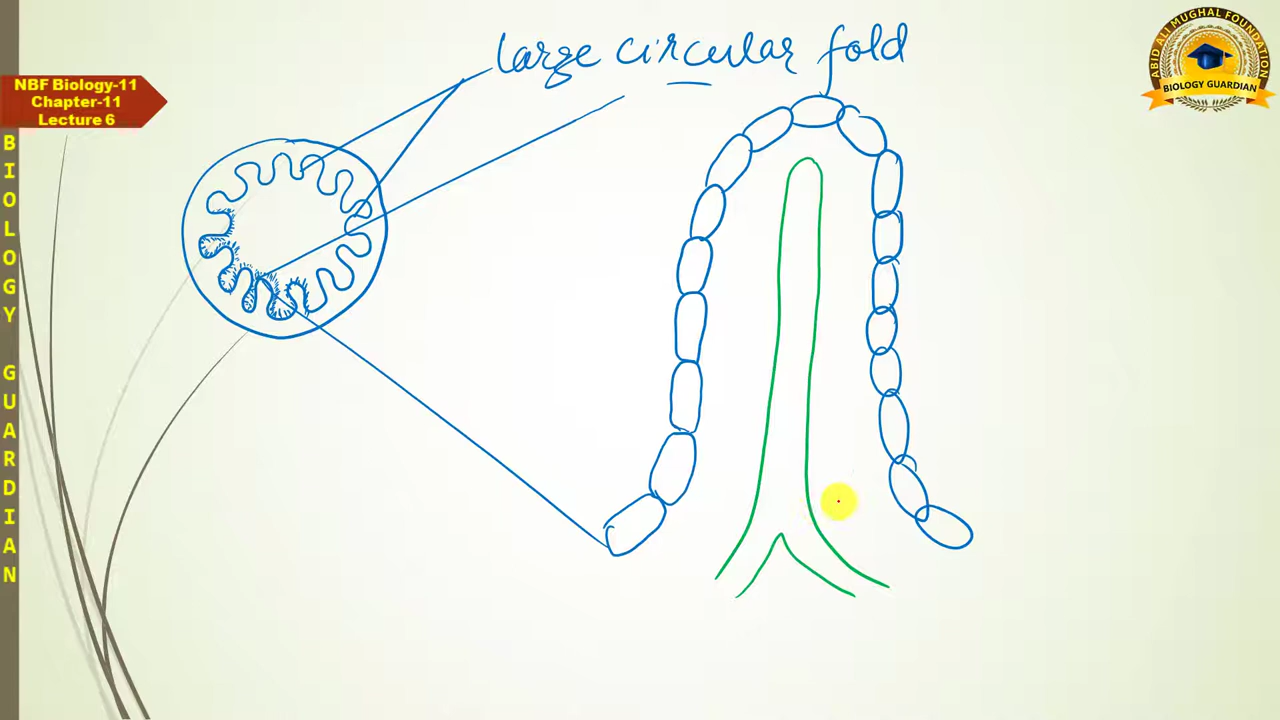 large circular fold
NBF Biology-11
Chapter-11
Lecture 6
ABID ALI MUGHAL FOUNDATION
BIOLOGY GUARDIAN
B
I
O
L
O
G
Y
G
U
A
R
D
I
A
N